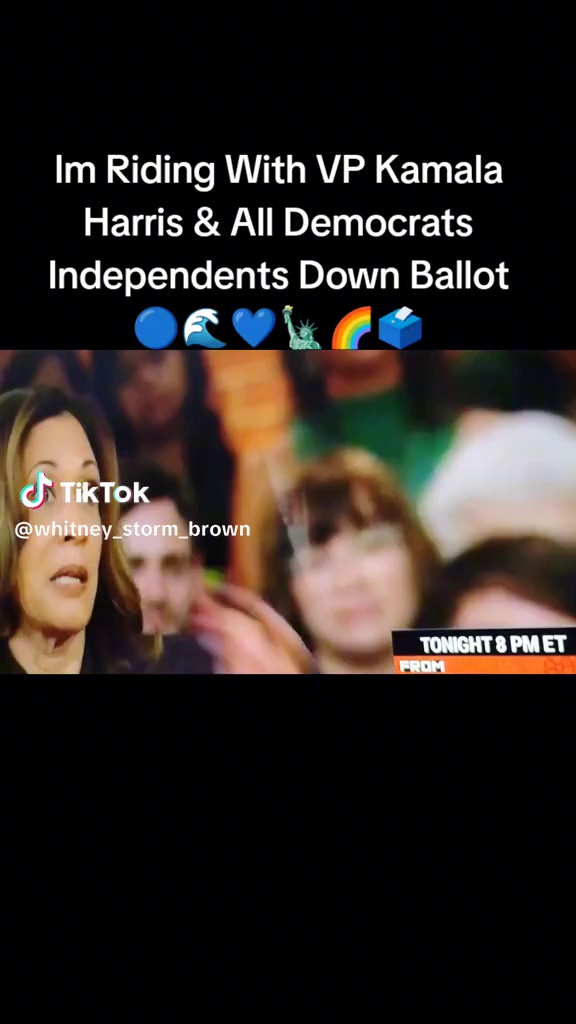 Im Riding With VP Kamala
Harris & All Democrats
Independents Down Ballot
🔵🌊💙🗽🌈🗳️
TikTok
@whitney_storm_brown
TONIGHT 8 PM ET
FROM